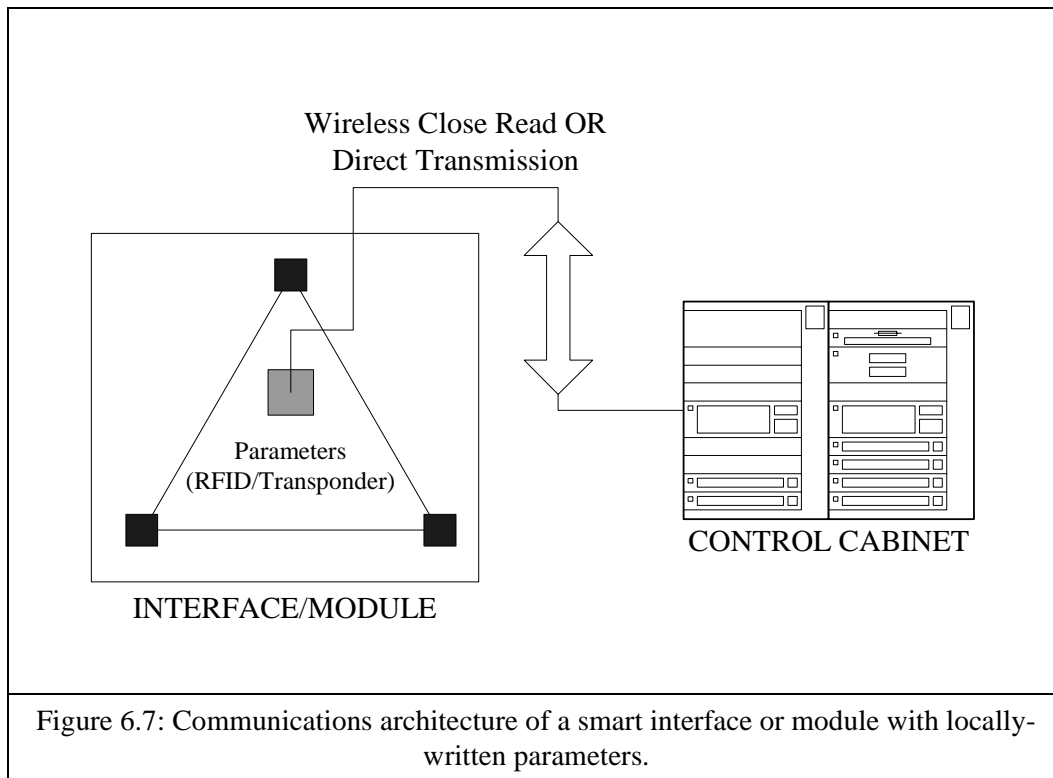 Wireless Close Read OR
Direct Transmission
Parameters
(RFID/Transponder)
CONTROL CABINET
INTERFACE/MODULE
Figure 6.7: Communications architecture of a smart interface or module with locally-
written parameters.